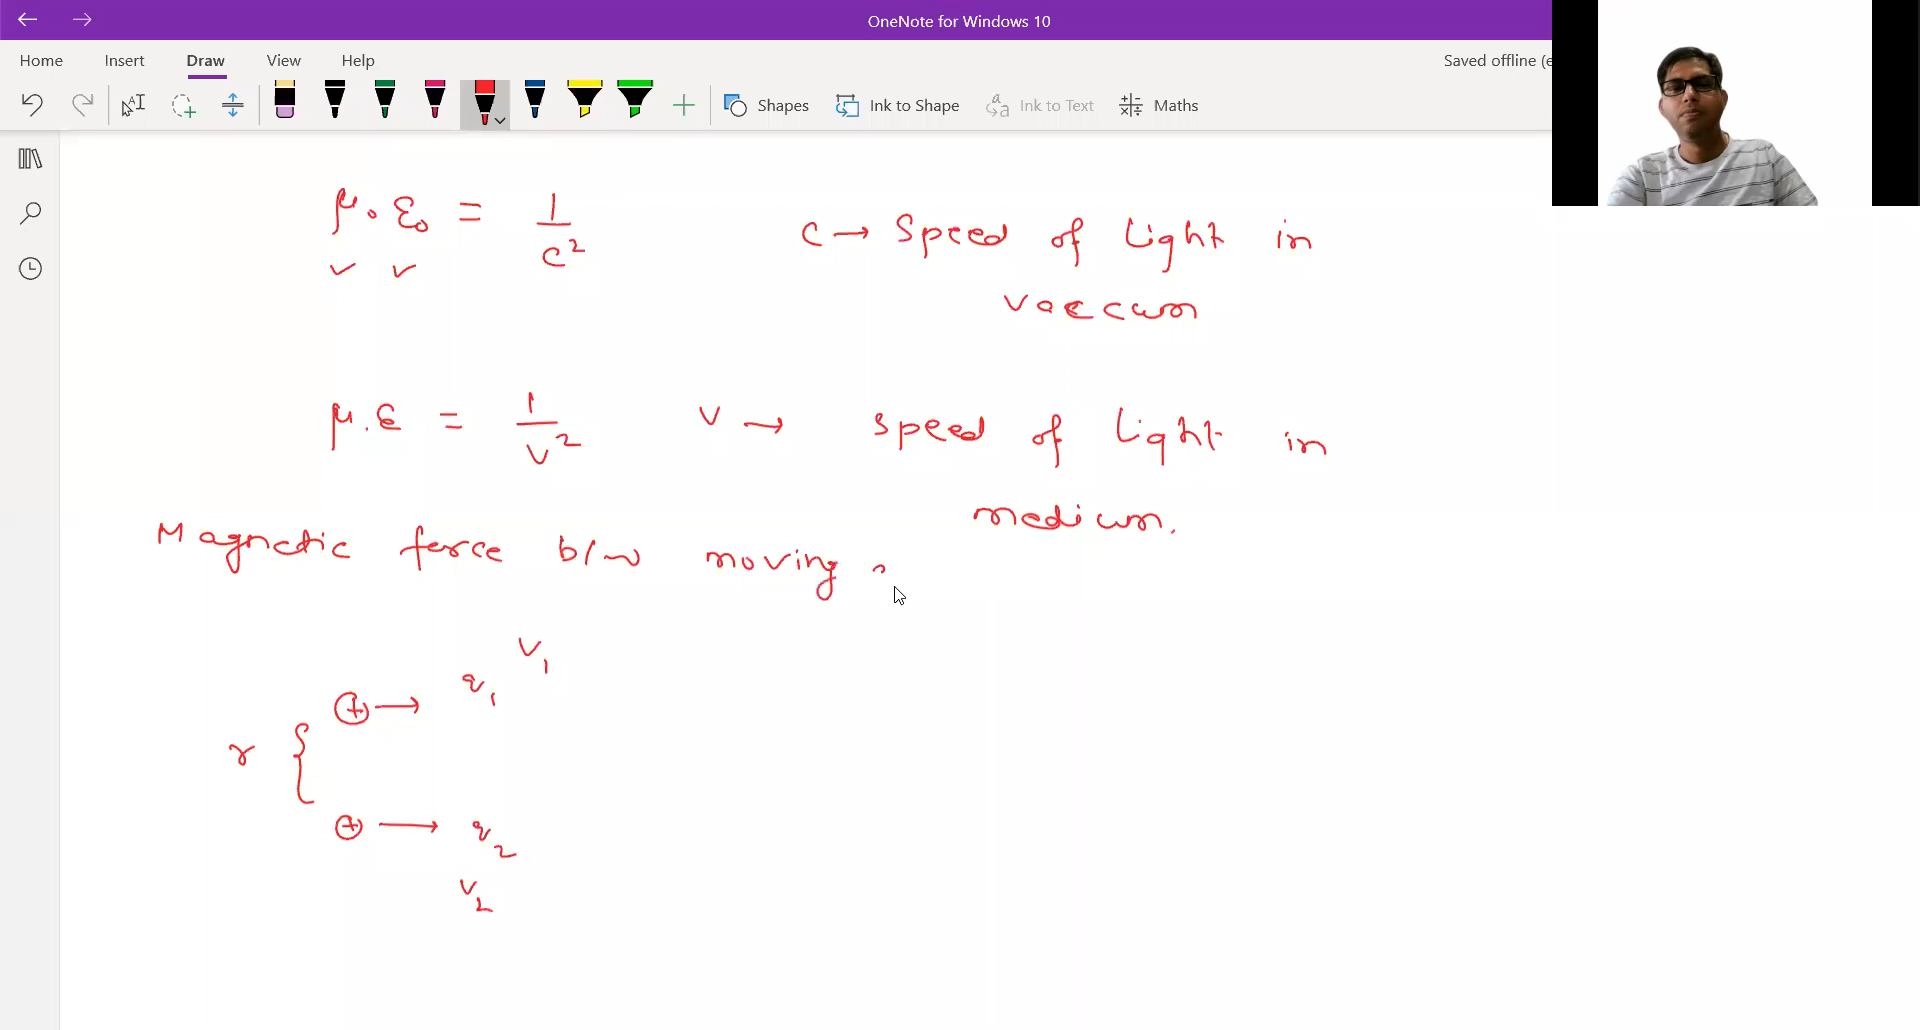 OneNote for Windows 10
Home Insert Draw View Help Saved offline (e
Shapes Ink to Shape Ink to Text Maths
μ₀ ε₀ = 1/c² c → Speed of Light in
vaccum
μ.ε = 1/v² v → speed of Light in
medium.
Magnetic force b/w moving
v₁
q₁
r
q₂
v₂